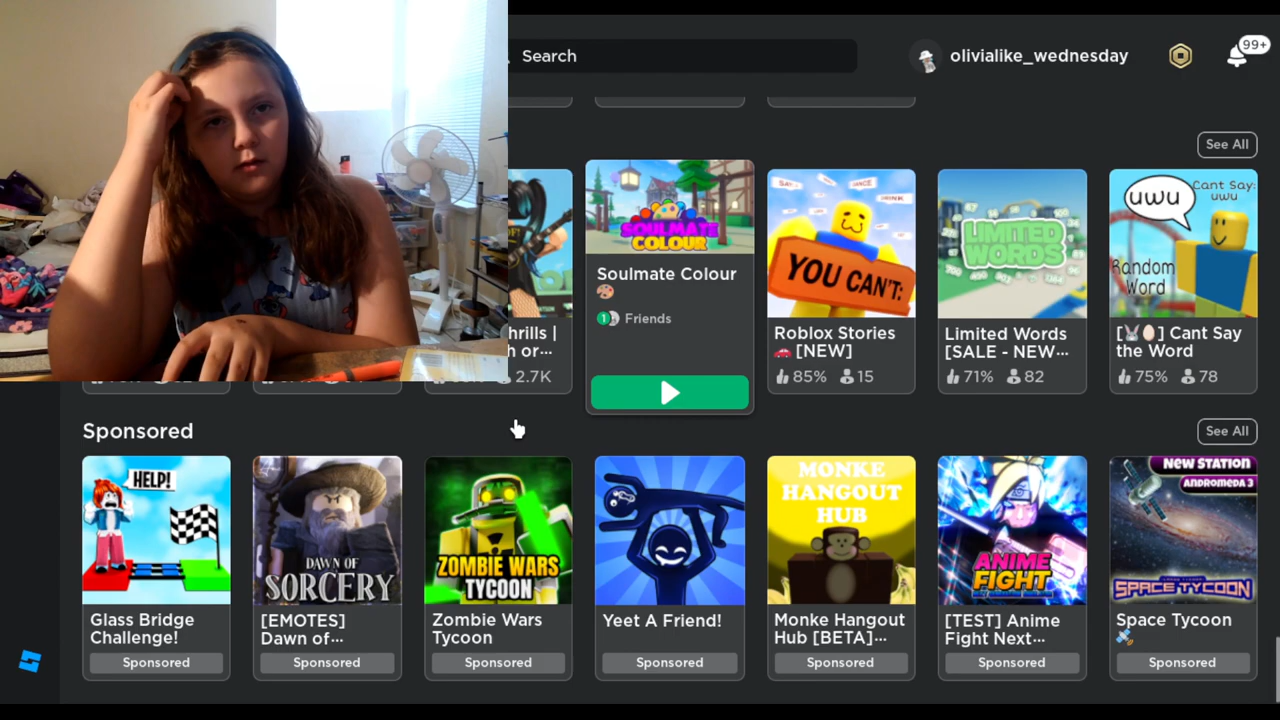 Search
olivialike_wednesday
99+
See All
SOULMATE
COLOUR
Soulmate Colour
Friends
YOU CAN'T:
Roblox Stories
[NEW]
85% 15
LIMITED
WORDS
Limited Words
[SALE - NEW...
71% 82
uwu
Cant Say:
uwu
Random
Word
[🐰🥚] Cant Say
the Word
75% 78
hrills |
h or...
2.7K
Sponsored
See All
HELP!
Glass Bridge
Challenge!
Sponsored
DAWN OF
SORCERY
[EMOTES]
Dawn of...
Sponsored
ZOMBIE WARS
TYCOON
Zombie Wars
Tycoon
Sponsored
Yeet A Friend!
Sponsored
MONKE
HANGOUT
HUB
Monke Hangout
Hub [BETA]...
Sponsored
ANIME
FIGHT
[TEST] Anime
Fight Next...
Sponsored
NEW STATION
ANDROMEDA 3
SPACE TYCOON
Space Tycoon
Sponsored